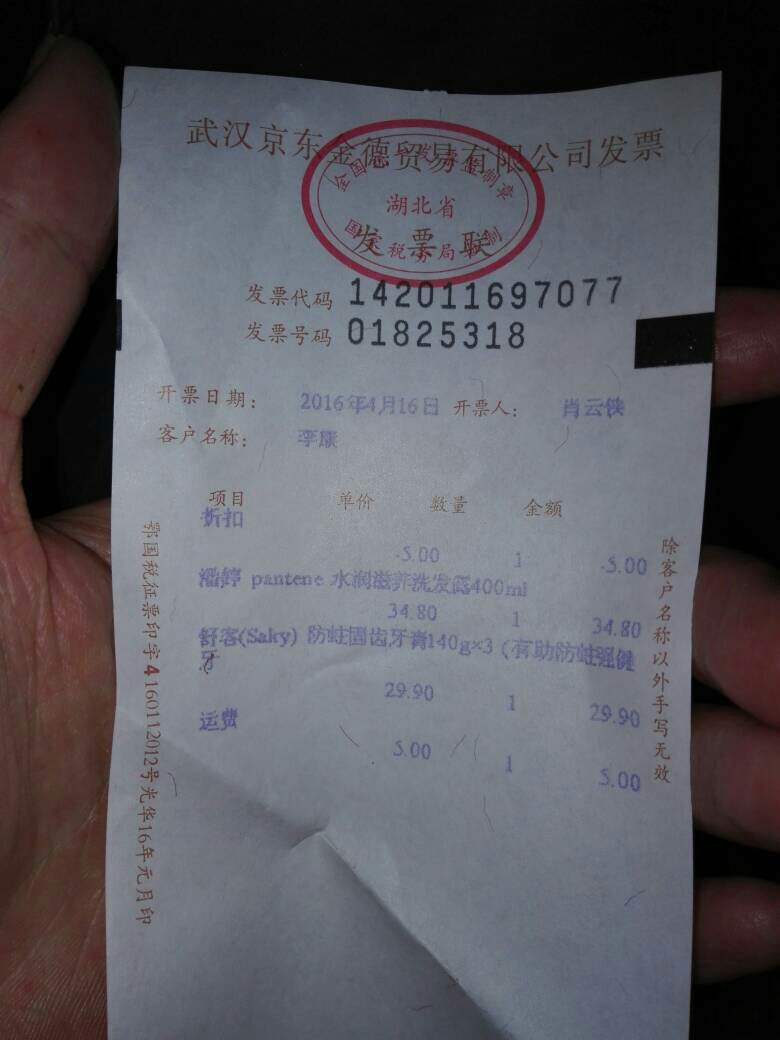 武汉京东金德贸易有限公司发票
湖北省
发票联
发票代码 142011697077
发票号码 01825318
开票日期: 2016年4月16日 开票人: 肖云侠
客户名称: 李康
项目 单价 数量 金额
折扣
-5.00 1 -5.00
潘婷 pantene 水润滋养洗发露400ml
34.80 1 34.80
舒客(Saky) 防蛀固齿牙膏140g×3 (有助防蛀强健
牙
29.90 1 29.90
运费
5.00 1 5.00
除客户名称以外手写无效
鄂国税征票印字4160112012号光华16年元月印